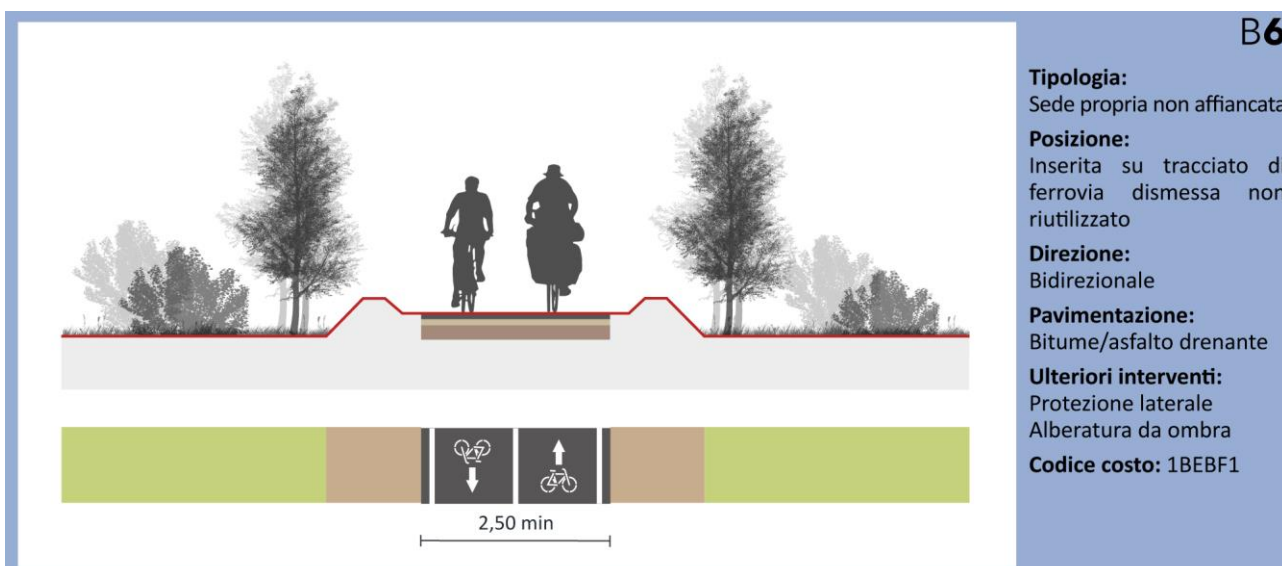 B6
Tipologia:
Sede propria non affiancata
Posizione:
Inserita su tracciato di
ferrovia dismessa non
riutilizzato
Direzione:
Bidirezionale
Pavimentazione:
Bitume/asfalto drenante
Ulteriori interventi:
Protezione laterale
Alberatura da ombra
Codice costo: 1BEBF1
2,50 min